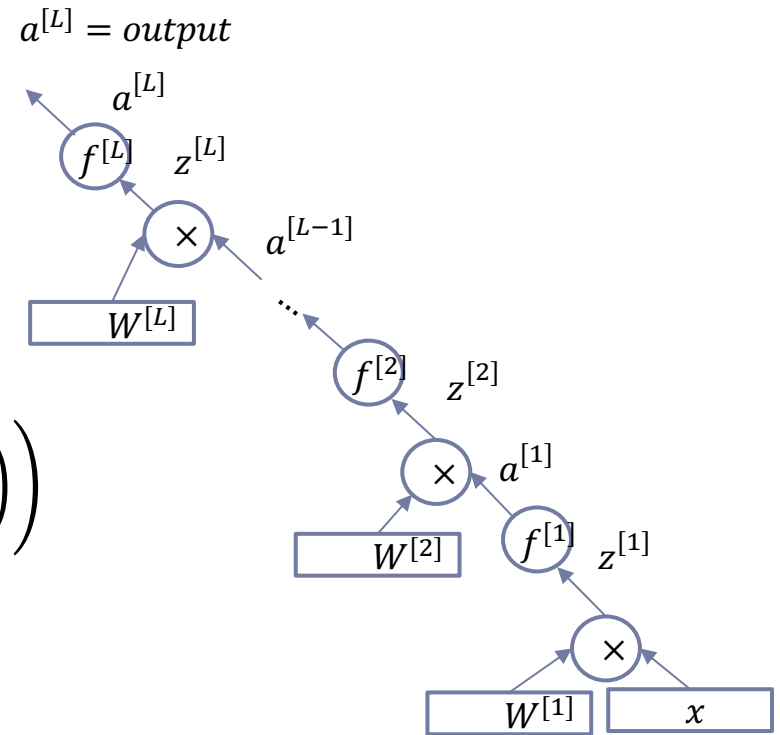 a^[L] = output
a^[L]
f^[L] z^[L]
× a^[L−1]
W^[L]
...
f^[2] z^[2]
))
× a^[1]
W^[2] f^[1] z^[1]
×
W^[1] x